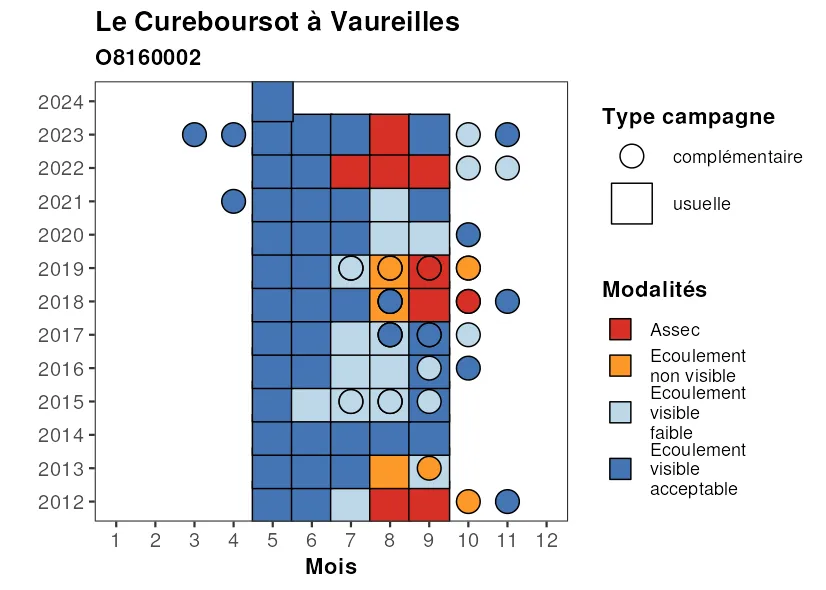 Le Cureboursot à Vaureilles
O8160002
2024
2023
2022
2021
2020
2019
2018
2017
2016
2015
2014
2013
2012
1 2 3 4 5 6 7 8 9 10 11 12
Mois
Type campagne
complémentaire
usuelle
Modalités
Assec
Ecoulement
non visible
Ecoulement
visible
faible
Ecoulement
visible
acceptable